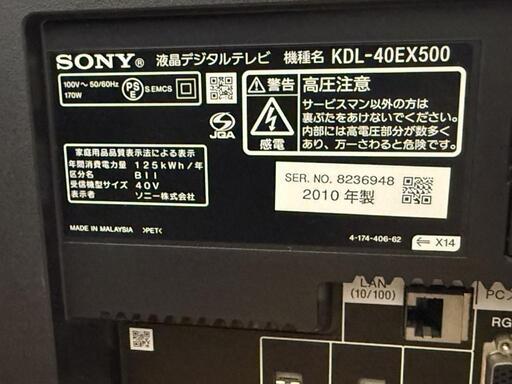 SONY® 液晶デジタルテレビ 機種名 KDL-40EX500
100V~ 50/60Hz
170W
PS
E
SEMCS
JQA
家庭用品品質表示法による表示
年間消費電力量 125kWh/年
区分名 BII
受信機型サイズ 40V
表示者 ソニー株式会社
MADE IN MALAYSIA >PET<
警告 高圧注意
感電
サービスマン以外の方は
裏ぶたをあけないでください。
内部には高電圧部分が数多く
あり、万一さわると危険です。
SER. NO. 8236948
2010 年製
4-174-406-62
X14
LAN
(10/100)
PC
RG